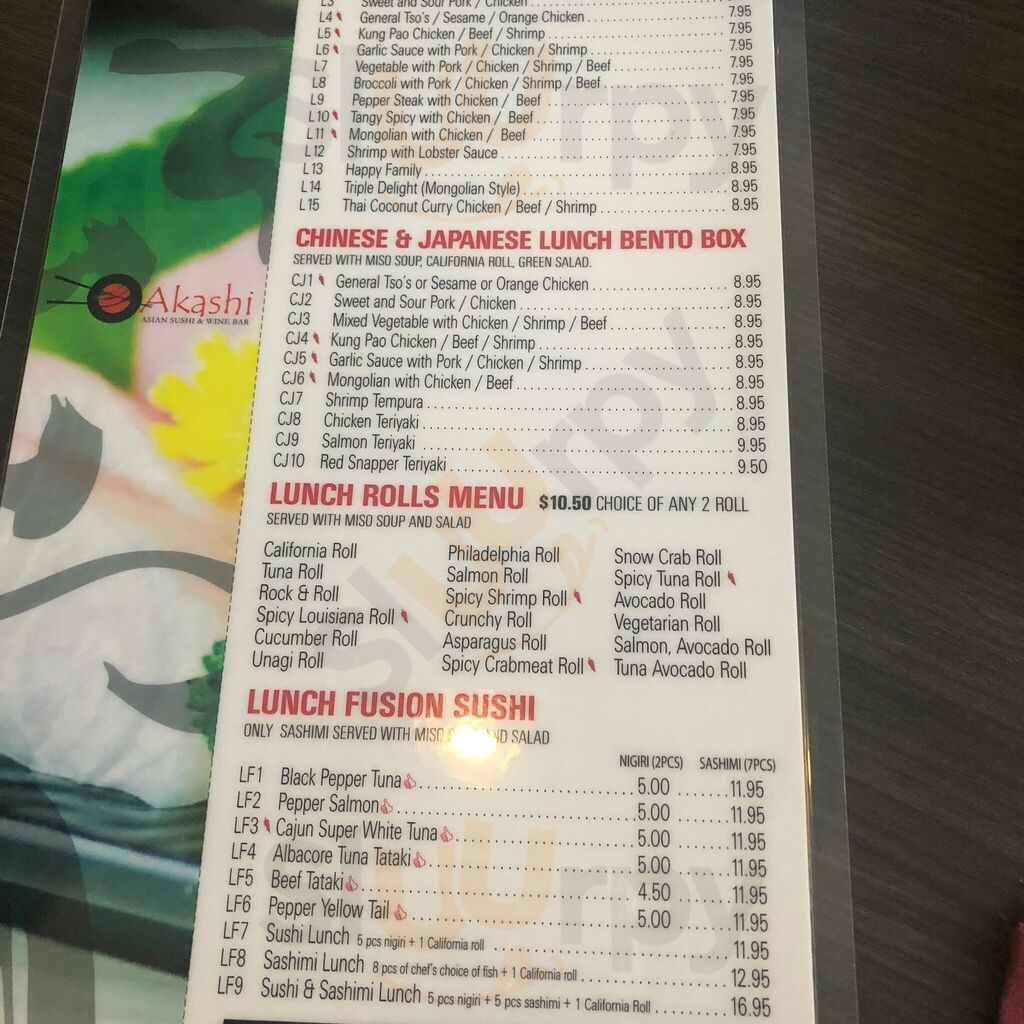 L3 Sweet and Sour Pork / Chicken
L4 General Tso's / Sesame / Orange Chicken 7.95
L5 Kung Pao Chicken / Beef / Shrimp 7.95
L6 Garlic Sauce with Pork / Chicken / Shrimp 7.95
L7 Vegetable with Pork / Chicken / Shrimp / Beef 7.95
L8 Broccoli with Pork / Chicken / Shrimp / Beef 7.95
L9 Pepper Steak with Chicken / Beef 7.95
L10 Tangy Spicy with Chicken / Beef 7.95
L11 Mongolian with Chicken / Beef 7.95
L12 Shrimp with Lobster Sauce 7.95
L13 Happy Family 8.95
L14 Triple Delight (Mongolian Style) 8.95
L15 Thai Coconut Curry Chicken / Beef / Shrimp 8.95
CHINESE & JAPANESE LUNCH BENTO BOX
SERVED WITH MISO SOUP, CALIFORNIA ROLL, GREEN SALAD.
CJ1 General Tso's or Sesame or Orange Chicken 8.95
CJ2 Sweet and Sour Pork / Chicken 8.95
CJ3 Mixed Vegetable with Chicken / Shrimp / Beef 8.95
CJ4 Kung Pao Chicken / Beef / Shrimp 8.95
CJ5 Garlic Sauce with Pork / Chicken / Shrimp 8.95
CJ6 Mongolian with Chicken / Beef 8.95
CJ7 Shrimp Tempura 8.95
CJ8 Chicken Teriyaki 8.95
CJ9 Salmon Teriyaki 9.95
CJ10 Red Snapper Teriyaki 9.50
Akashi
ASIAN SUSHI & WINE BAR
LUNCH ROLLS MENU $10.50 CHOICE OF ANY 2 ROLL
SERVED WITH MISO SOUP AND SALAD
California Roll Philadelphia Roll Snow Crab Roll
Tuna Roll Salmon Roll Spicy Tuna Roll
Rock & Roll Spicy Shrimp Roll Avocado Roll
Spicy Louisiana Roll Crunchy Roll Vegetarian Roll
Cucumber Roll Asparagus Roll Salmon, Avocado Roll
Unagi Roll Spicy Crabmeat Roll Tuna Avocado Roll
LUNCH FUSION SUSHI
ONLY SASHIMI SERVED WITH MISO AND SALAD
NIGIRI (2PCS) SASHIMI (7PCS)
LF1 Black Pepper Tuna 5.00 11.95
LF2 Pepper Salmon 5.00 11.95
LF3 Cajun Super White Tuna 5.00 11.95
LF4 Albacore Tuna Tataki 5.00 11.95
LF5 Beef Tataki 4.50 11.95
LF6 Pepper Yellow Tail 5.00 11.95
LF7 Sushi Lunch 5 pcs nigiri + 1 California roll 11.95
LF8 Sashimi Lunch 8 pcs of chef's choice of fish + 1 California roll 12.95
LF9 Sushi & Sashimi Lunch 5 pcs nigiri + 5 pcs sashimi + 1 California Roll 16.95
slurpy
slurpy
slurpy